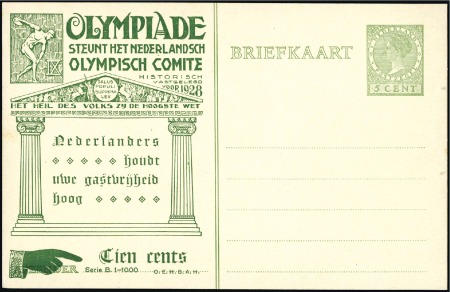 OLYMPIADE
STEUNT HET NEDERLANDSCH
OLYMPISCH COMITE
HISTORISCH
VASTGELEGD
VOOR 1928
SALUS
POPULI
SUPREMA
LEX
HET HEIL DES VOLKS ZY DE HOOGSTE WET
Nederlanders
houdt
uwe gastvrijheid
hoog
Tien cents
Serie B. 1-1000
O.E.H.B.A.H.
BRIEFKAART
5 CENT